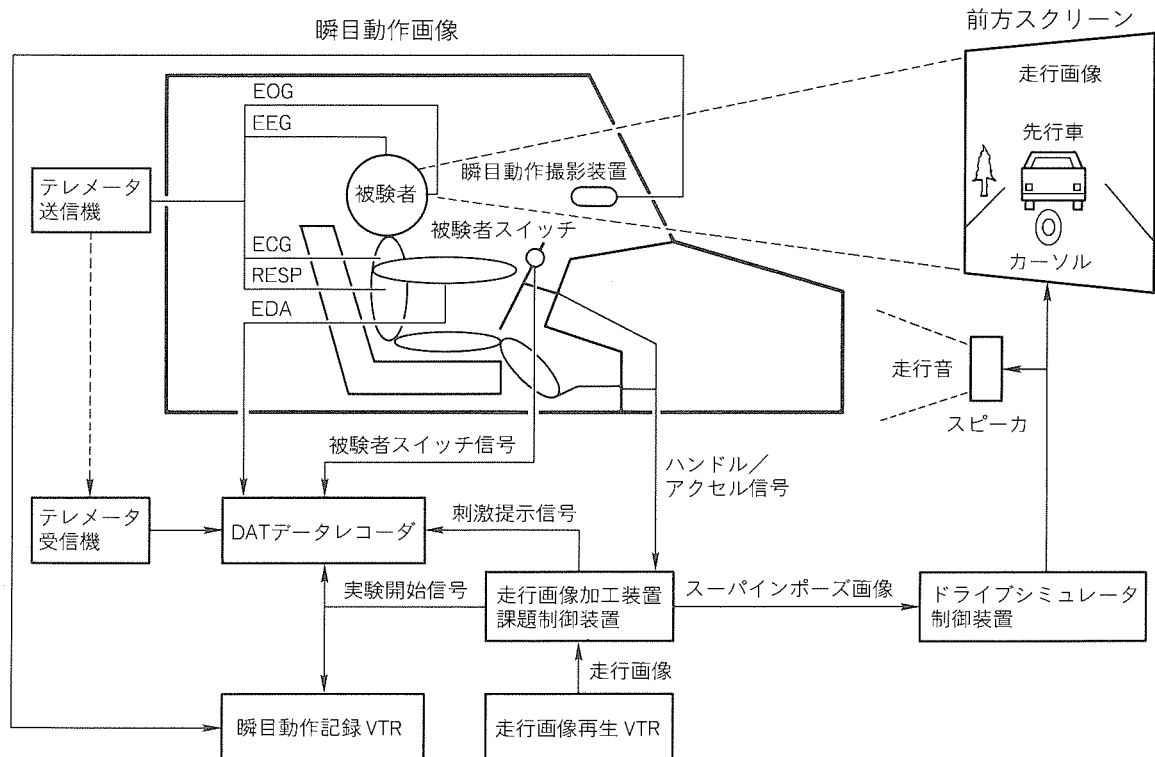 瞬目動作画像
前方スクリーン
走行画像
先行車
カーソル
EOG
EEG
テレメータ
送信機
被験者
瞬目動作撮影装置
被験者スイッチ
ECG
RESP
EDA
走行音
スピーカ
被験者スイッチ信号
ハンドル/
アクセル信号
テレメータ
受信機
DATデータレコーダ
刺激提示信号
実験開始信号
走行画像加工装置
課題制御装置
スーパインポーズ画像
ドライブシミュレータ
制御装置
走行画像
瞬目動作記録VTR
走行画像再生VTR